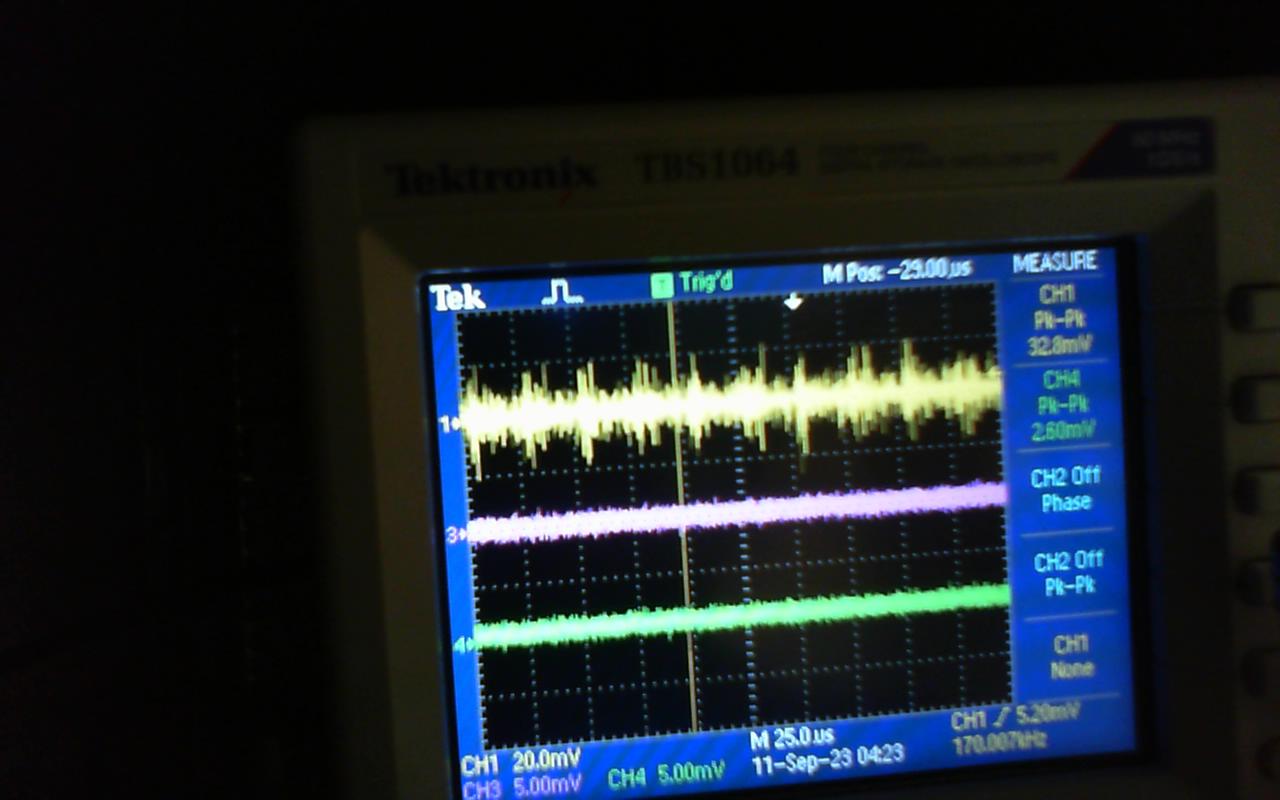 Tektronix TBS1064
Tek Trig'd M Pos: -29.00µs MEASURE
CH1
Pk-Pk
32.8mV
CH4
Pk-Pk
2.60mV
CH2 Off
Phase
CH2 Off
Pk-Pk
CH1
None
1
3
4
CH1 20.0mV M 25.0µs CH1 / 5.20mV
CH3 5.00mV CH4 5.00mV 11-Sep-23 04:23 170.007kHz